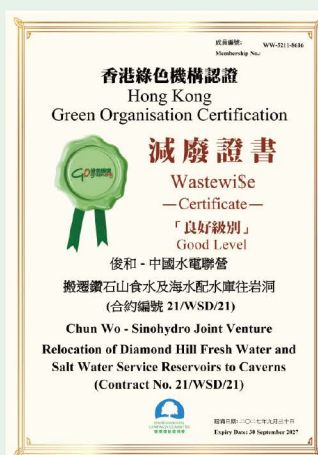 成員編號:
Membership No.: WW-5211-8686
香港綠色機構認證
Hong Kong
Green Organisation Certification
減廢證書
Wastewi$e
—Certificate—
「良好級別」
Good Level
俊和 - 中國水電聯營
搬遷鑽石山食水及海水配水庫往岩洞
(合約編號 21/WSD/21)
Chun Wo - Sinohydro Joint Venture
Relocation of Diamond Hill Fresh Water and
Salt Water Service Reservoirs to Caverns
(Contract No. 21/WSD/21)
屆滿日期: 二〇二七年九月三十日
Expiry Date: 30 September 2027